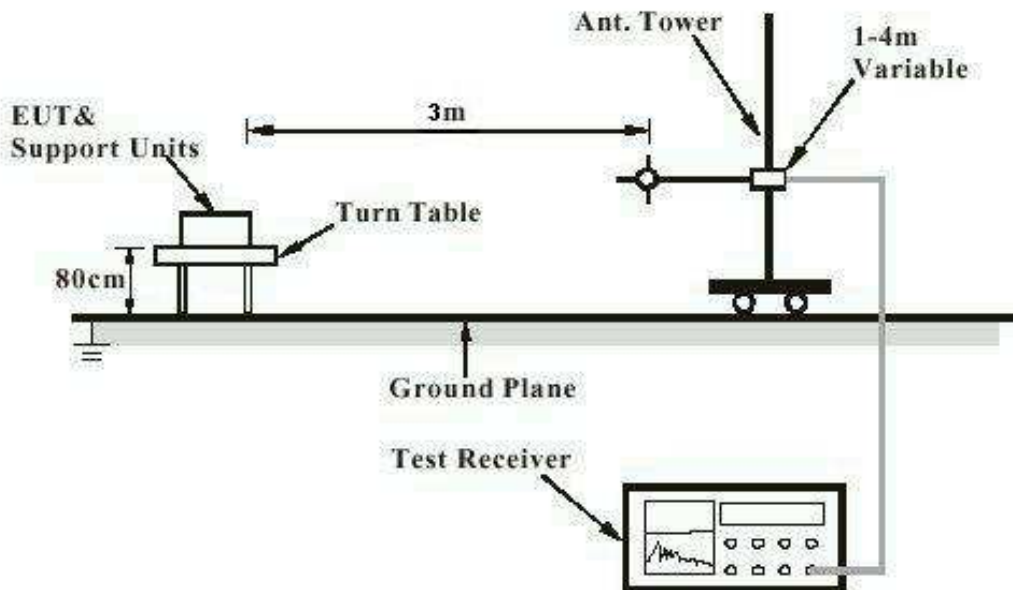 Ant. Tower
1-4m
Variable
EUT&
Support Units
3m
Turn Table
80cm
Ground Plane
Test Receiver